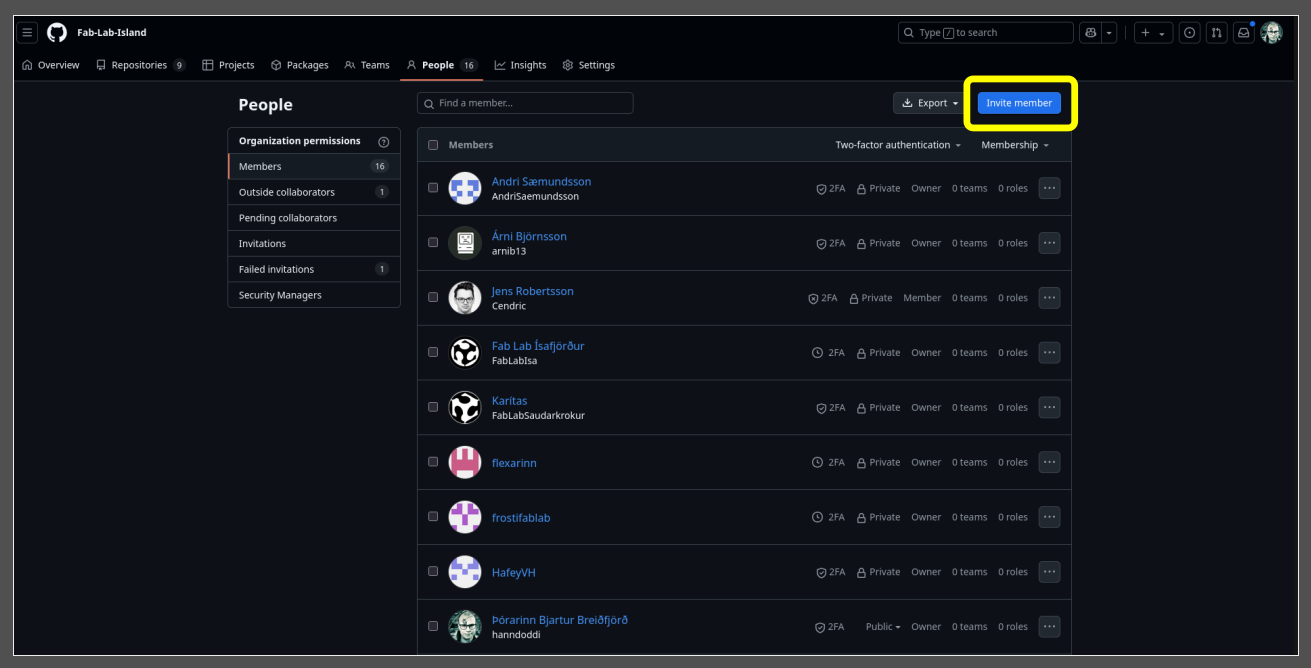 Fab-Lab-Island
Type / to search
Overview Repositories 9 Projects Packages Teams People 16 Insights Settings
People
Find a member...
Export
Invite member
Organization permissions
Members 16
Outside collaborators 1
Pending collaborators
Invitations
Failed invitations 1
Security Managers
Members Two-factor authentication Membership
Andri Sæmundsson
AndriSaemundsson
2FA Private Owner 0 teams 0 roles
Árni Björnsson
arnib13
2FA Private Owner 0 teams 0 roles
Jens Robertsson
Cendric
2FA Private Member 0 teams 0 roles
Fab Lab Ísafjörður
FabLabIsa
2FA Private Owner 0 teams 0 roles
Karítas
FabLabSaudarkrokur
2FA Private Owner 0 teams 0 roles
flexarinn
2FA Private Owner 0 teams 0 roles
frostifablab
2FA Private Owner 0 teams 0 roles
HafeyVH
2FA Private Owner 0 teams 0 roles
Þórarinn Bjartur Breiðfjörð
hanndoddi
2FA Public Owner 0 teams 0 roles